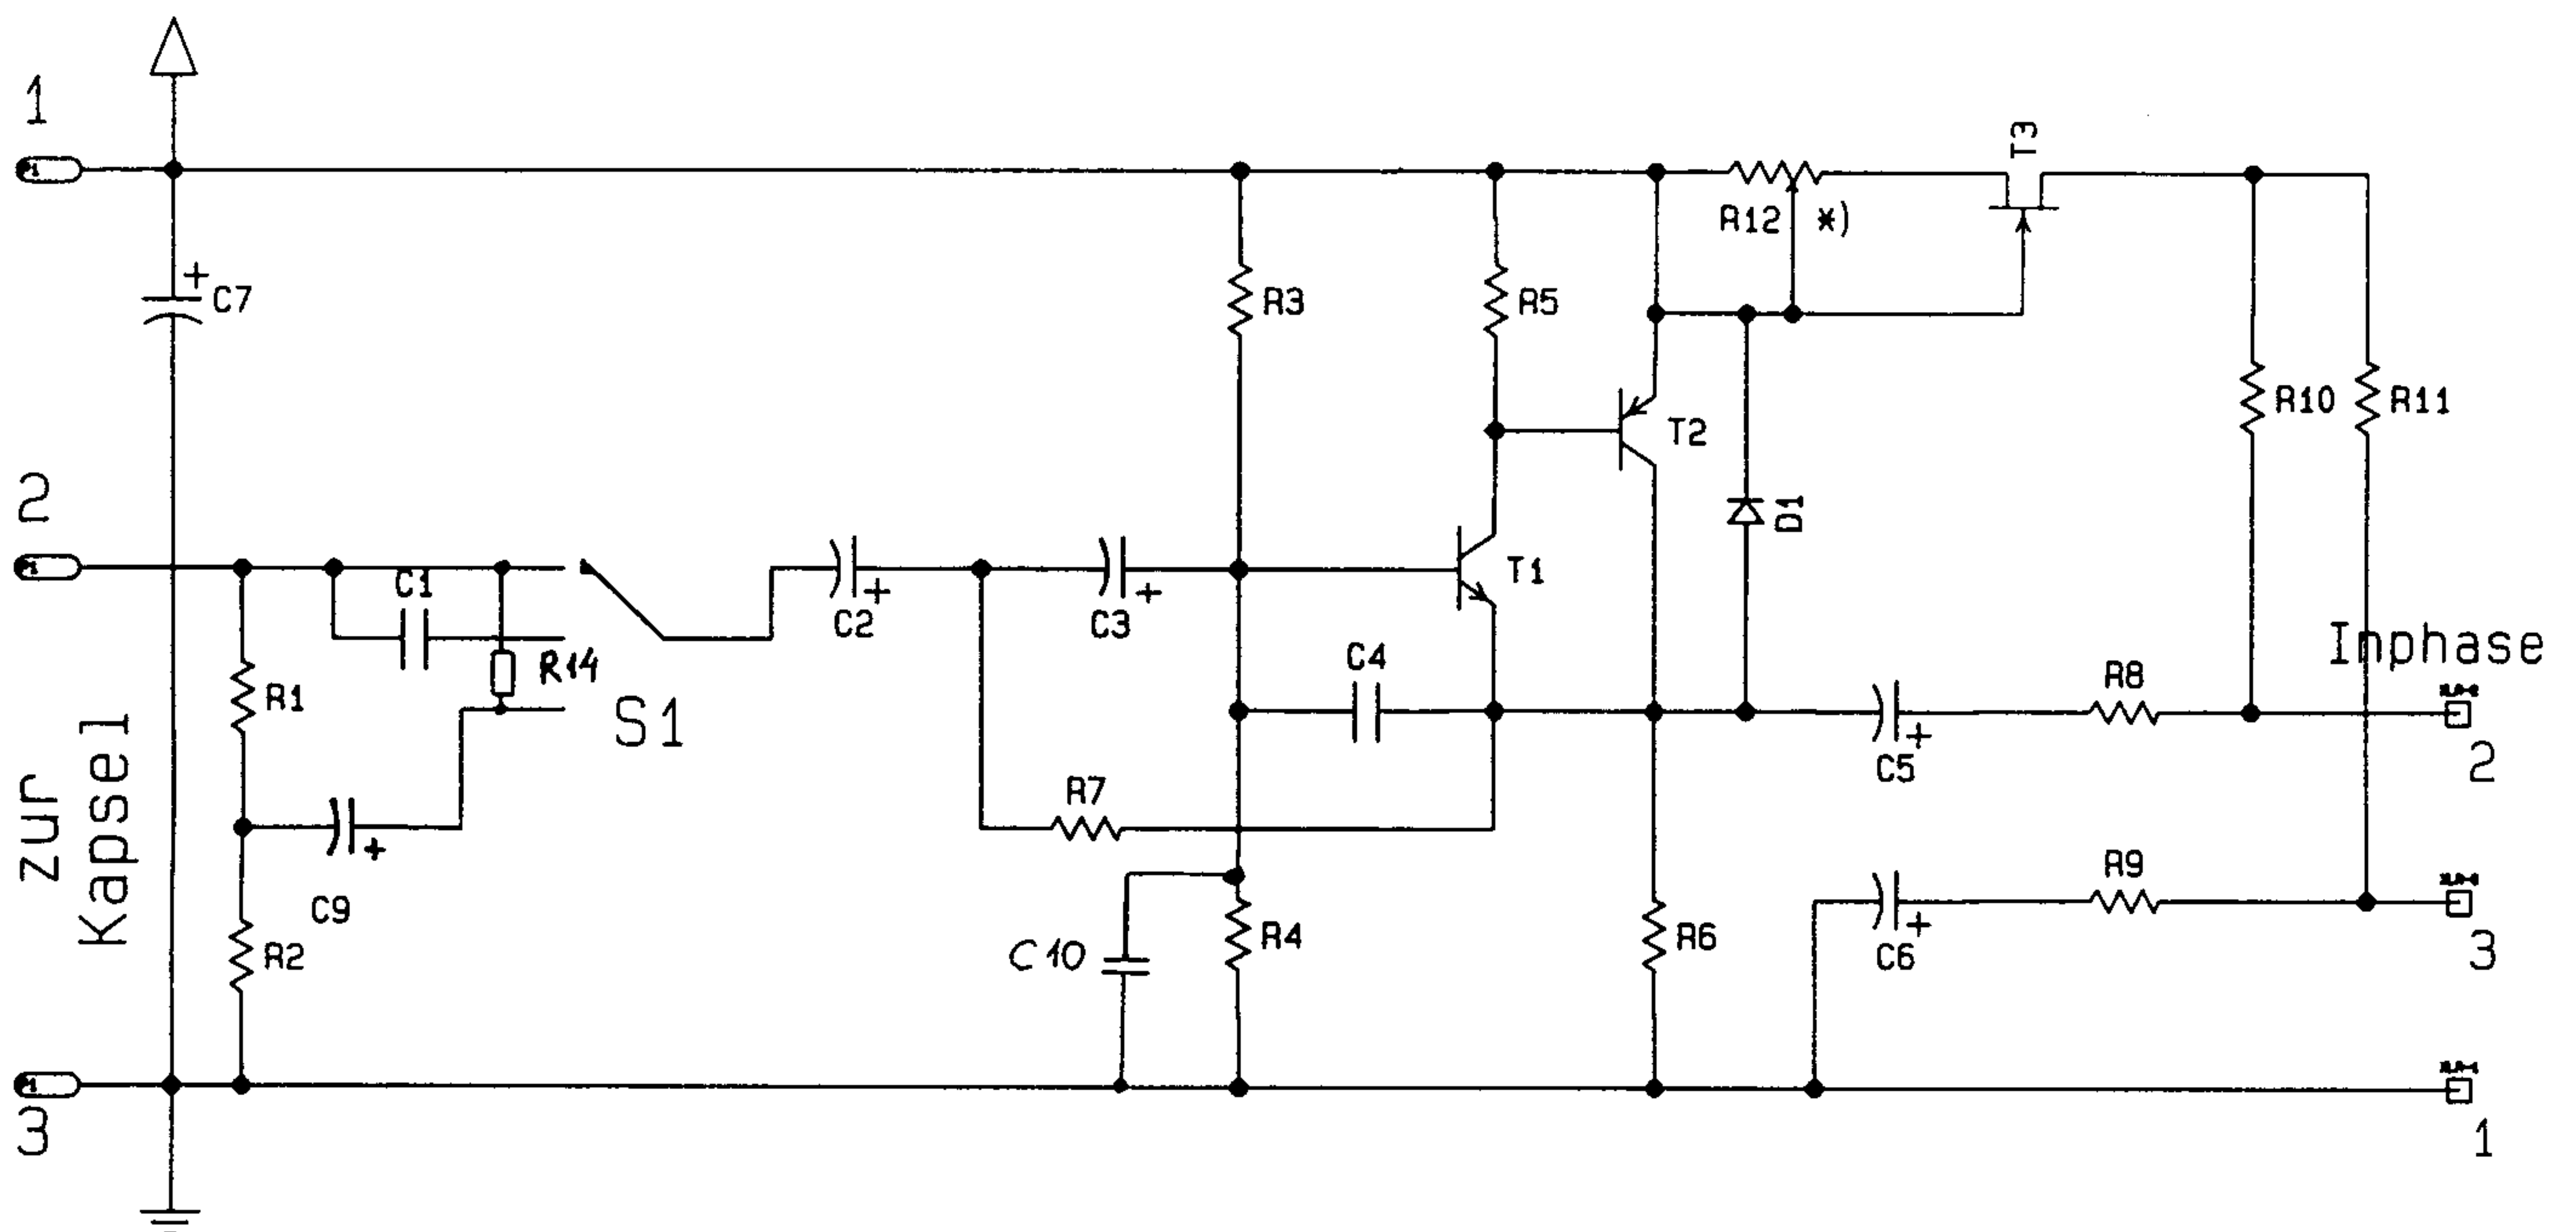 1
T3
R12 *)
+
C7
R3
R5
R10
R11
T2
2
D1
C1
+
C2
+
C3
T1
Inphase
C4
R8
R14
R1
S1
+
C5
2
zur
Kapsel
R7
+
R9
C9
R4
R6
+
C6
C10
3
R2
3
1